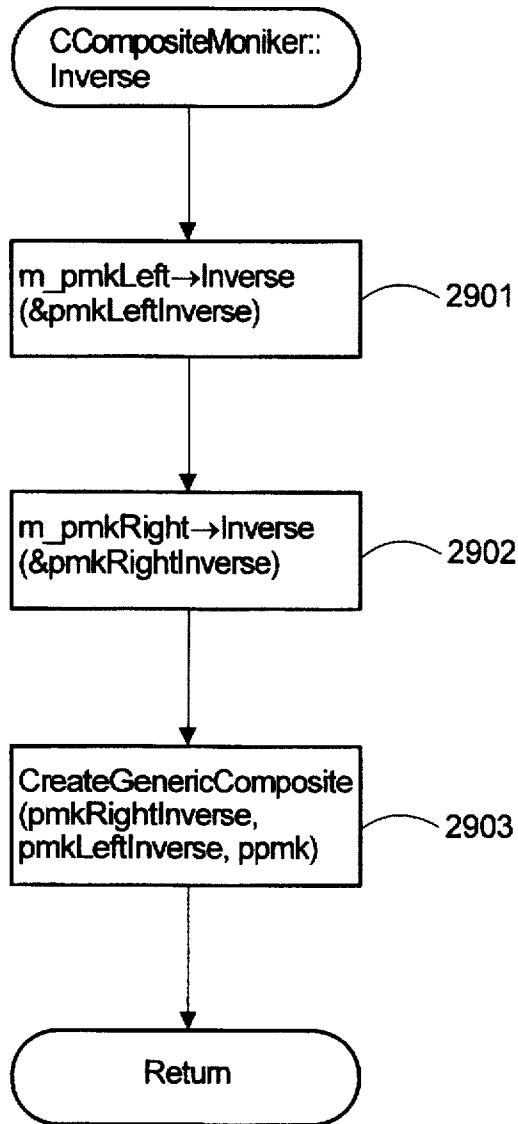 CCompositeMoniker::
Inverse
m_pmkLeft→Inverse
(&pmkLeftInverse)
2901
m_pmkRight→Inverse
(&pmkRightInverse)
2902
CreateGenericComposite
(pmkRightInverse,
pmkLeftInverse, ppmk)
2903
Return